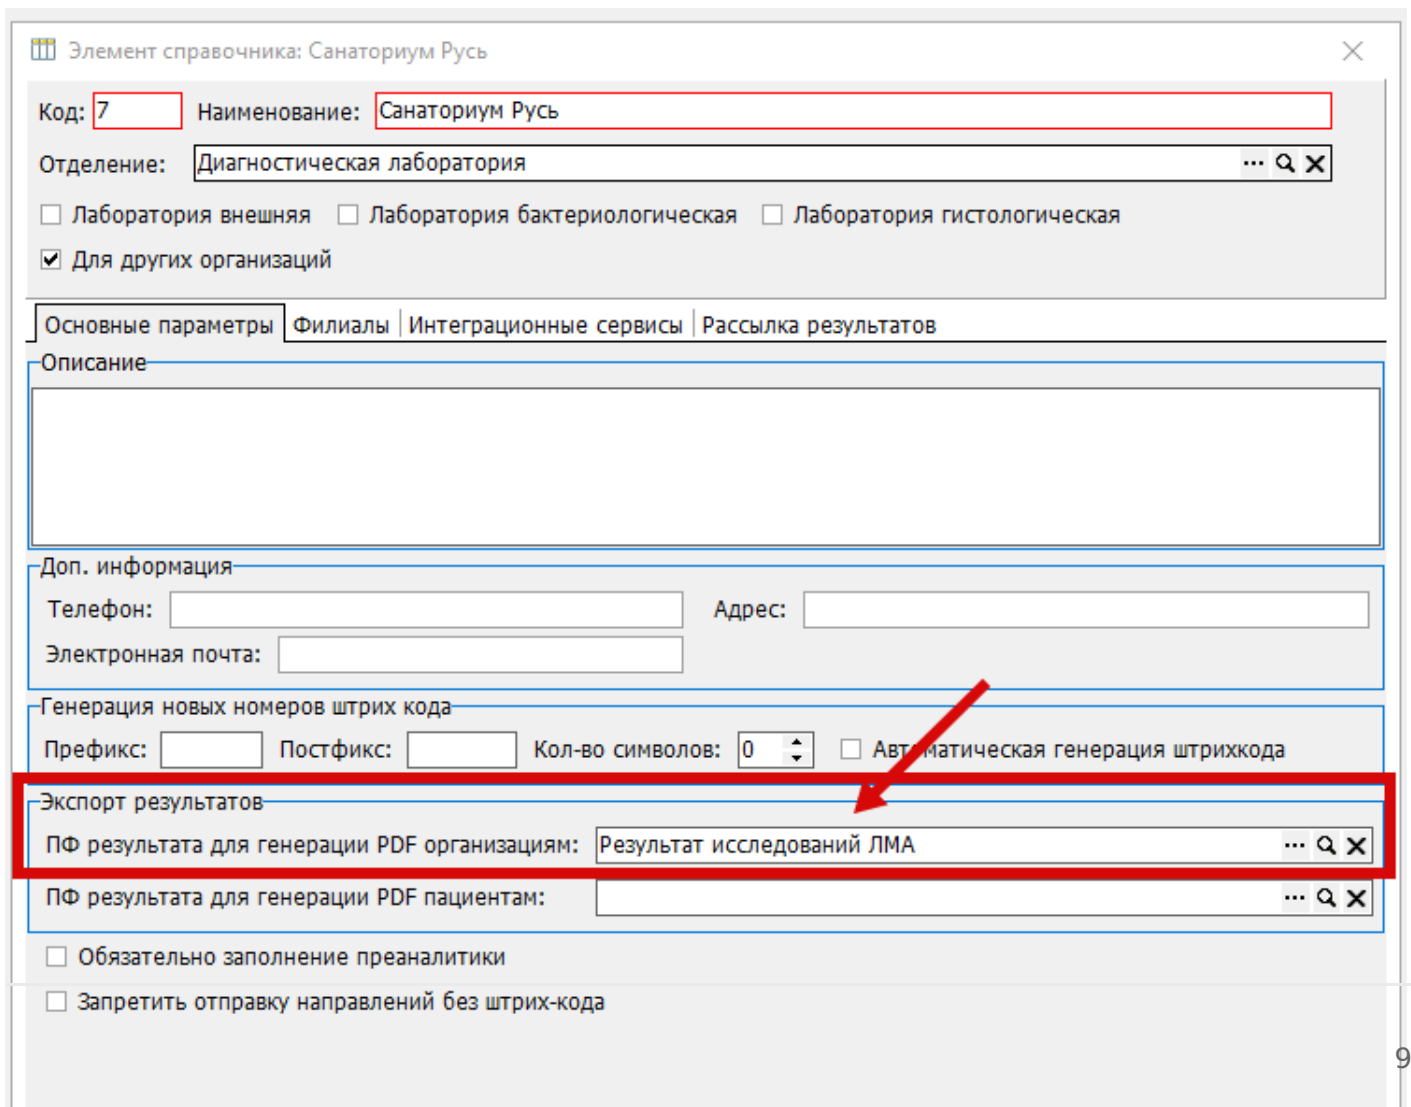 Элемент справочника: Санаториум Русь
Код: 7 Наименование: Санаториум Русь
Отделение: Диагностическая лаборатория
Лаборатория внешняя Лаборатория бактериологическая Лаборатория гистологическая
Для других организаций
Основные параметры Филиалы Интеграционные сервисы Рассылка результатов
Описание
Доп. информация
Телефон: Адрес:
Электронная почта:
Генерация новых номеров штрих кода
Префикс: Постфикс: Кол-во символов: 0 Автоматическая генерация штрихкода
Экспорт результатов
ПФ результата для генерации PDF организациям: Результат исследований ЛМА
ПФ результата для генерации PDF пациентам:
Обязательно заполнение преаналитики
Запретить отправку направлений без штрих-кода
9